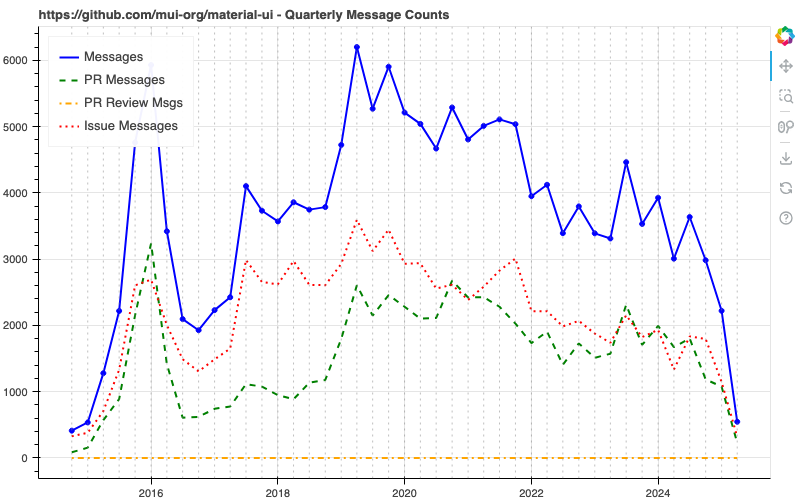 https://github.com/mui-org/material-ui - Quarterly Message Counts
Messages
PR Messages
PR Review Msgs
Issue Messages
6000
5000
4000
3000
2000
1000
0
2016 2018 2020 2022 2024